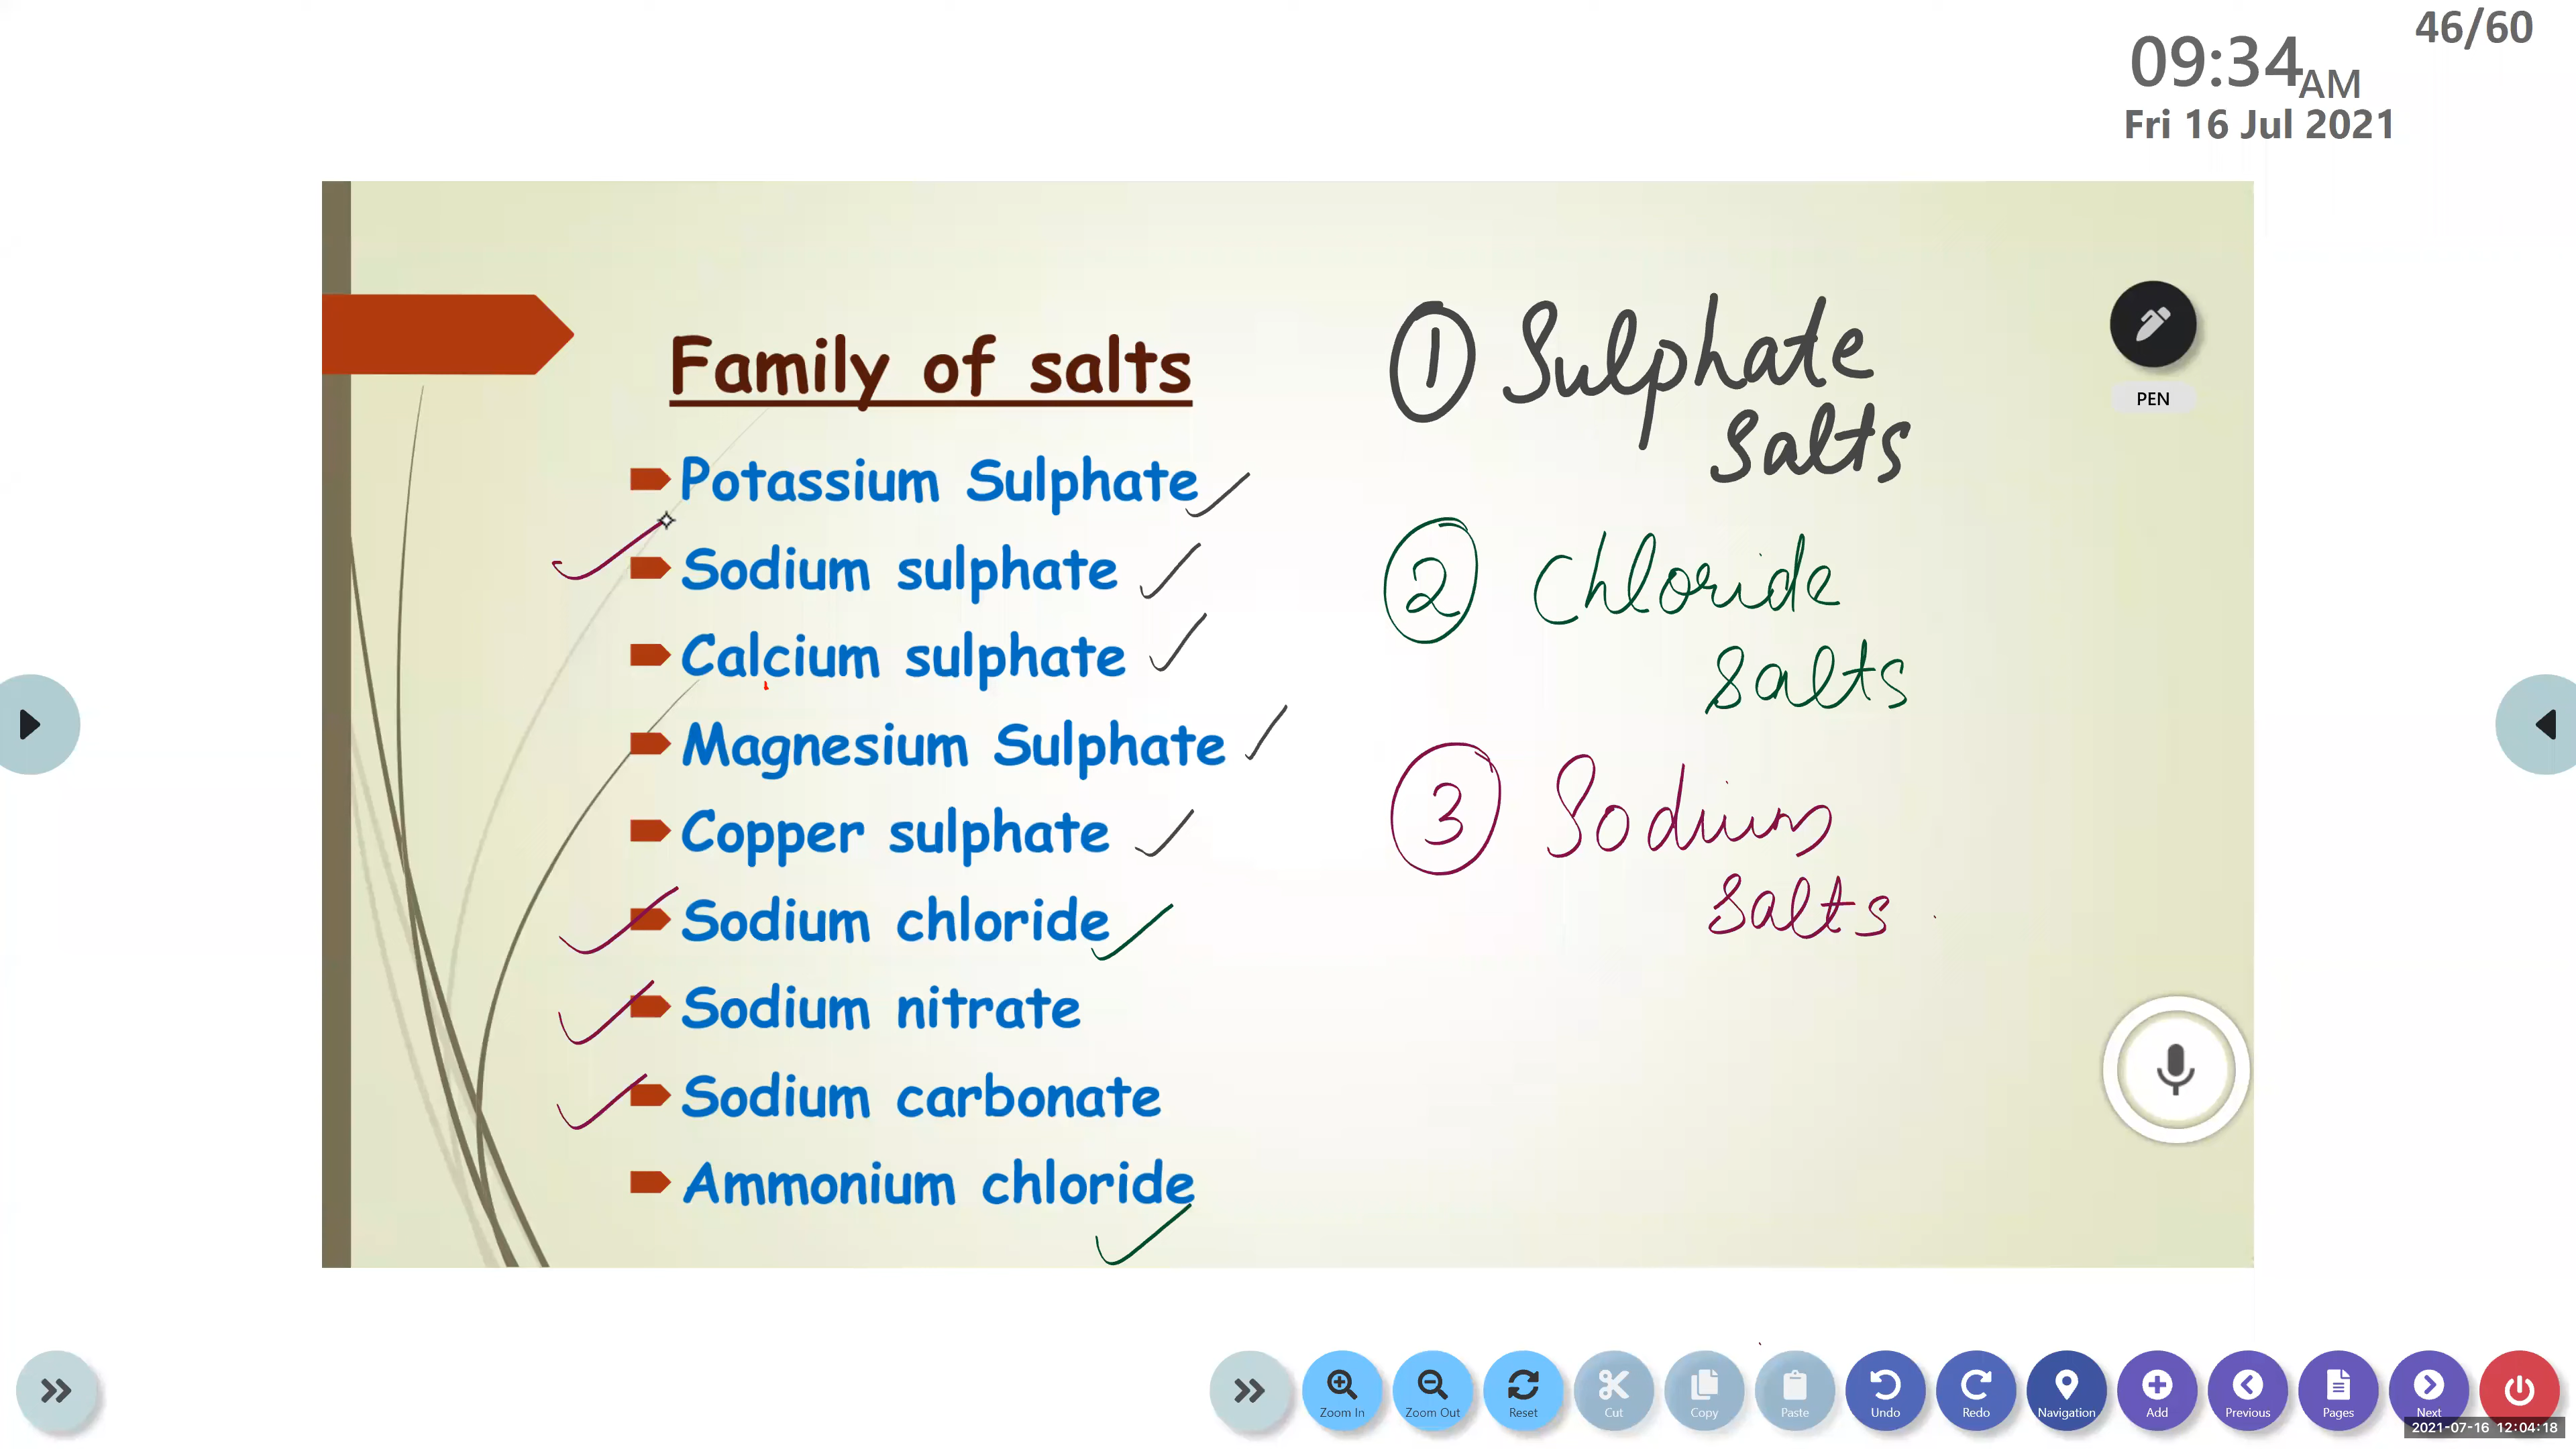 46/60
09:34AM
Fri 16 Jul 2021
Family of salts
Potassium Sulphate
Sodium sulphate
Calcium sulphate
Magnesium Sulphate
Copper sulphate
Sodium chloride
Sodium nitrate
Sodium carbonate
Ammonium chloride
1 Sulphate
Salts
2 Chloride
Salts
3 Sodium
Salts
PEN
Zoom In
Zoom Out
Reset
Cut
Copy
Paste
Undo
Redo
Navigation
Add
Previous
Pages
Next
2021-07-16 12:04:18